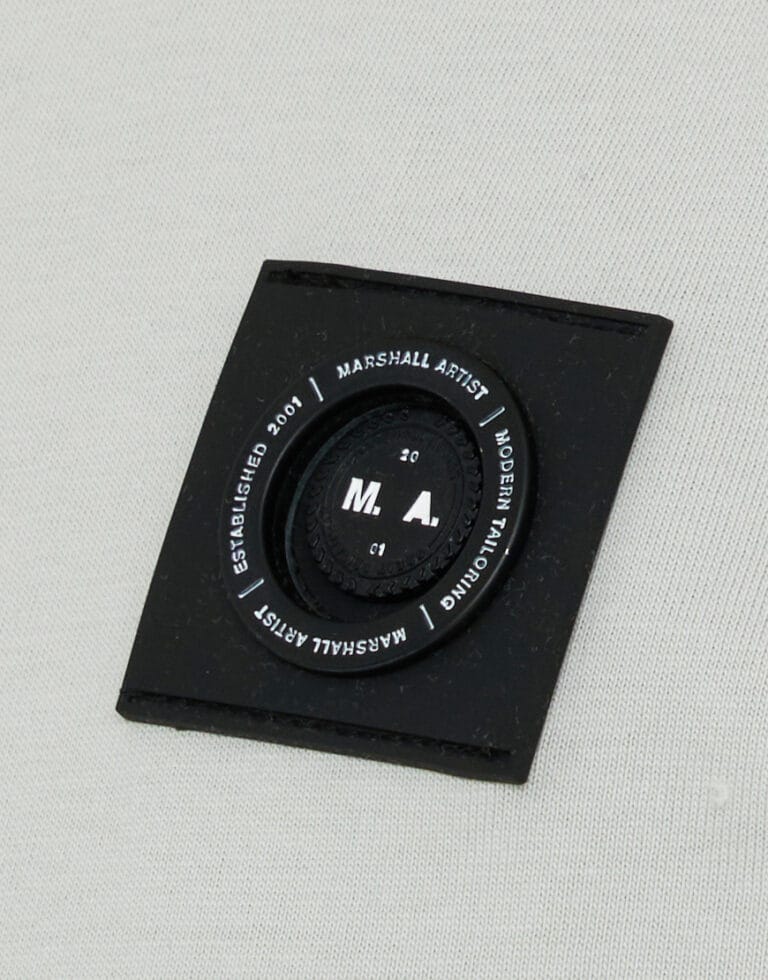 MARSHALL ARTIST | MODERN TAILORING | MARSHALL ARTIST | ESTABLISHED 2001 |
20
M. A.
01